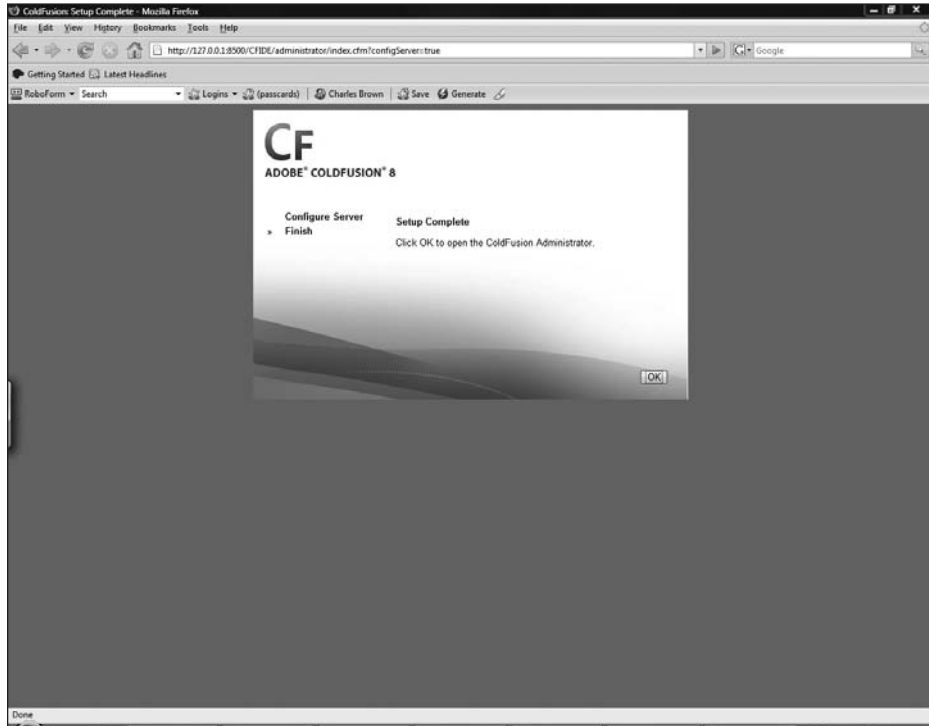 ColdFusion: Setup Complete - Mozilla Firefox
File Edit View History Bookmarks Tools Help
http://127.0.0.1:8500/CFIDE/administrator/index.cfm?configServer=true
Google
Getting Started Latest Headlines
RoboForm Search Logins (passcards) Charles Brown Save Generate
CF
ADOBE® COLDFUSION® 8
Configure Server
» Finish
Setup Complete
Click OK to open the ColdFusion Administrator.
OK
Done